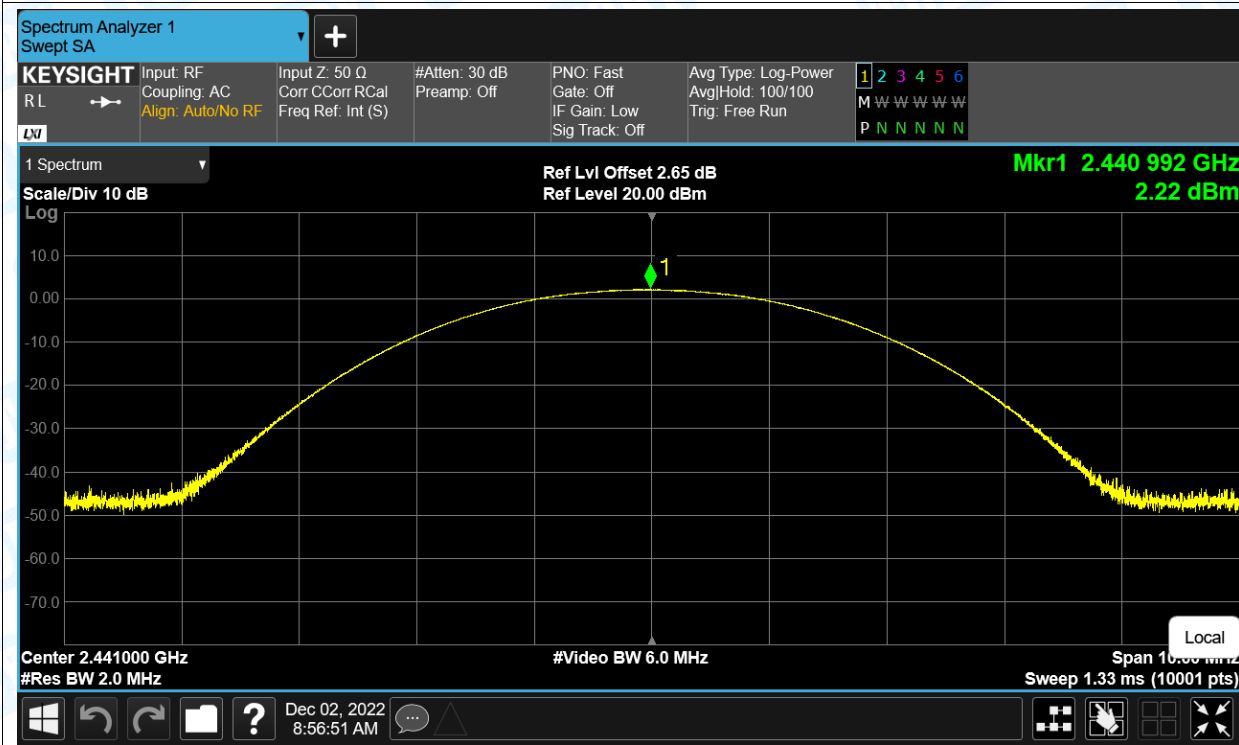 Spectrum Analyzer 1
Swept SA
KEYSIGHT
R L
LXI
Input: RF
Coupling: AC
Align: Auto/No RF
Input Z: 50 Ω
Corr CCorr RCal
Freq Ref: Int (S)
#Atten: 30 dB
Preamp: Off
PNO: Fast
Gate: Off
IF Gain: Low
Sig Track: Off
Avg Type: Log-Power
Avg|Hold: 100/100
Trig: Free Run
1 2 3 4 5 6
M W W W W W
P N N N N N
1 Spectrum
Scale/Div 10 dB
Log
Ref Lvl Offset 2.65 dB
Ref Level 20.00 dBm
Mkr1 2.440 992 GHz
2.22 dBm
1
10.0
0.00
-10.0
-20.0
-30.0
-40.0
-50.0
-60.0
-70.0
Local
Center 2.441000 GHz
#Video BW 6.0 MHz
Span 10.00 MHz
#Res BW 2.0 MHz
Sweep 1.33 ms (10001 pts)
?
Dec 02, 2022
8:56:51 AM